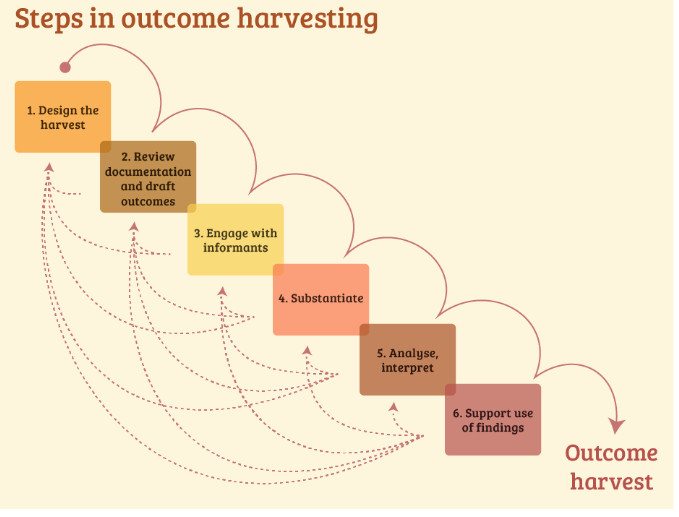 Steps in outcome harvesting
1. Design the
harvest
2. Review
documentation
and draft
outcomes
3. Engage with
informants
4. Substantiate
5. Analyse,
interpret
6. Support use
of findings
Outcome
harvest